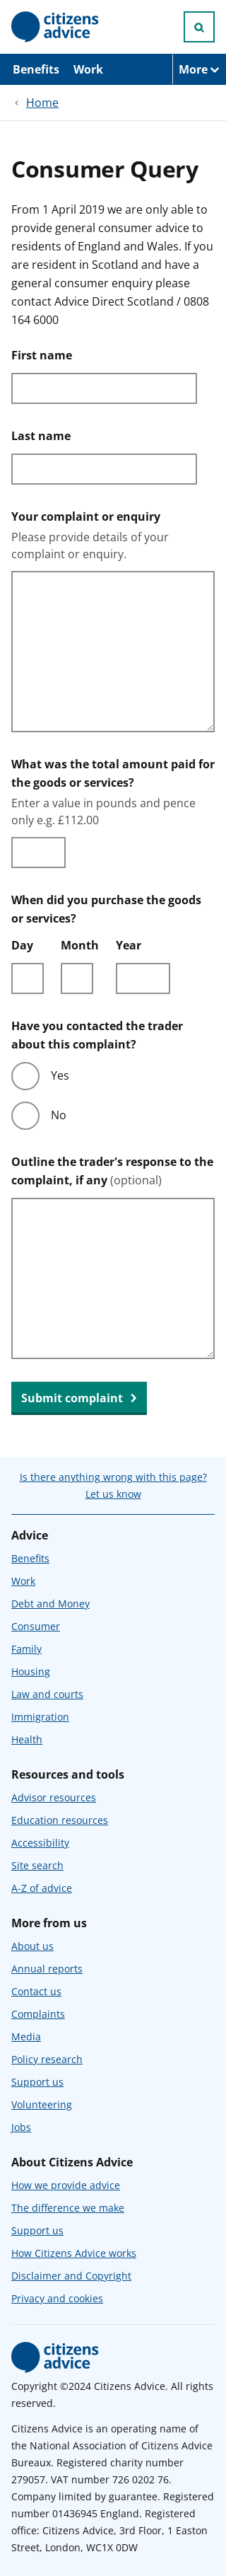 citizens
advice
Benefits Work More
Home
Consumer Query
From 1 April 2019 we are only able to
provide general consumer advice to
residents of England and Wales. If you
are resident in Scotland and have a
general consumer enquiry please
contact Advice Direct Scotland / 0808
164 6000
First name
Last name
Your complaint or enquiry
Please provide details of your
complaint or enquiry.
What was the total amount paid for
the goods or services?
Enter a value in pounds and pence
only e.g. £112.00
When did you purchase the goods
or services?
Day Month Year
Have you contacted the trader
about this complaint?
Yes
No
Outline the trader's response to the
complaint, if any (optional)
Submit complaint
Is there anything wrong with this page?
Let us know
Advice
Benefits
Work
Debt and Money
Consumer
Family
Housing
Law and courts
Immigration
Health
Resources and tools
Advisor resources
Education resources
Accessibility
Site search
A-Z of advice
More from us
About us
Annual reports
Contact us
Complaints
Media
Policy research
Support us
Volunteering
Jobs
About Citizens Advice
How we provide advice
The difference we make
Support us
How Citizens Advice works
Disclaimer and Copyright
Privacy and cookies
citizens
advice
Copyright ©2024 Citizens Advice. All rights
reserved.
Citizens Advice is an operating name of
the National Association of Citizens Advice
Bureaux. Registered charity number
279057. VAT number 726 0202 76.
Company limited by guarantee. Registered
number 01436945 England. Registered
office: Citizens Advice, 3rd Floor, 1 Easton
Street, London, WC1X 0DW